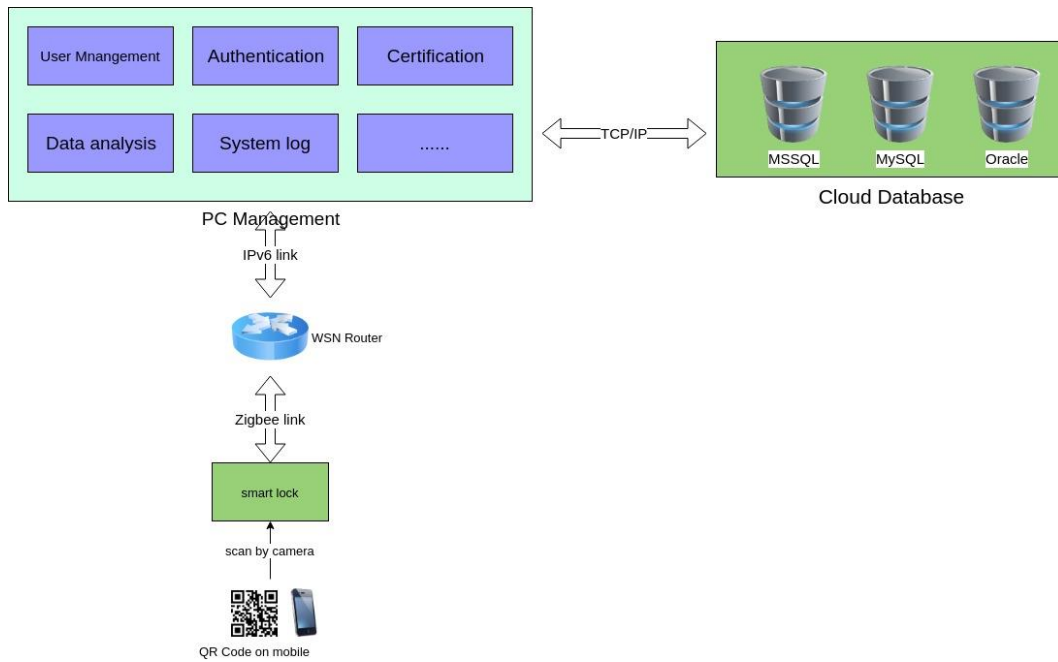 User Mnangement
Authentication
Certification
Data analysis
System log
......
PC Management
TCP/IP
MSSQL
MySQL
Oracle
Cloud Database
IPv6 link
WSN Router
Zigbee link
smart lock
scan by camera
QR Code on mobile